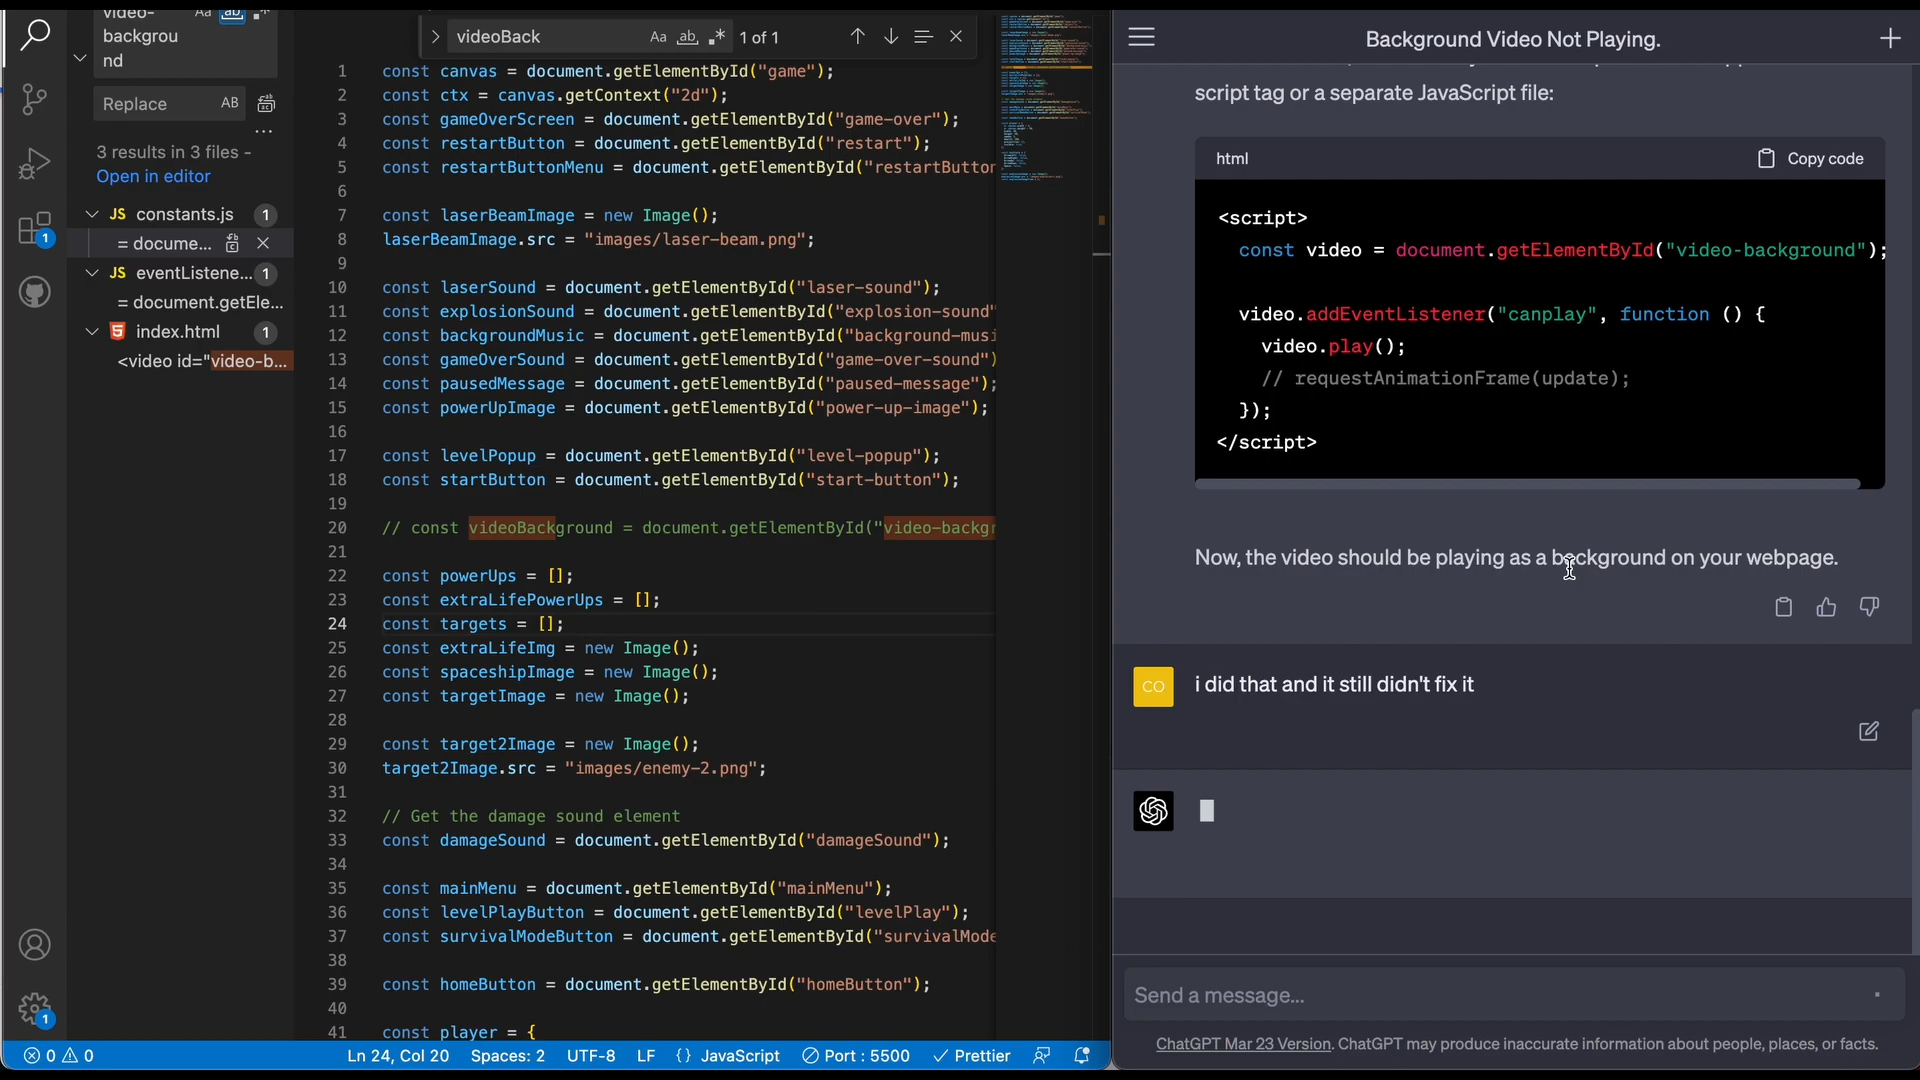 video-
backgrou
nd
Aa ab
Replace
AB
3 results in 3 files -
Open in editor
JS constants.js 1
= docume...
JS eventListene... 1
= document.getEle...
index.html 1
<video id="video-b...
1
1
videoBack
Aa ab
1 of 1
1 const canvas = document.getElementById("game");
2 const ctx = canvas.getContext("2d");
3 const gameOverScreen = document.getElementById("game-over");
4 const restartButton = document.getElementById("restart");
5 const restartButtonMenu = document.getElementById("restartButton
6
7 const laserBeamImage = new Image();
8 laserBeamImage.src = "images/laser-beam.png";
9
10 const laserSound = document.getElementById("laser-sound");
11 const explosionSound = document.getElementById("explosion-sound"
12 const backgroundMusic = document.getElementById("background-musi
13 const gameOverSound = document.getElementById("game-over-sound")
14 const pausedMessage = document.getElementById("paused-message");
15 const powerUpImage = document.getElementById("power-up-image");
16
17 const levelPopup = document.getElementById("level-popup");
18 const startButton = document.getElementById("start-button");
19
20 // const videoBackground = document.getElementById("video-backgr
21
22 const powerUps = [];
23 const extraLifePowerUps = [];
24 const targets = [];
25 const extraLifeImg = new Image();
26 const spaceshipImage = new Image();
27 const targetImage = new Image();
28
29 const target2Image = new Image();
30 target2Image.src = "images/enemy-2.png";
31
32 // Get the damage sound element
33 const damageSound = document.getElementById("damageSound");
34
35 const mainMenu = document.getElementById("mainMenu");
36 const levelPlayButton = document.getElementById("levelPlay");
37 const survivalModeButton = document.getElementById("survivalMode
38
39 const homeButton = document.getElementById("homeButton");
40
41 const player = {
0 0
Ln 24, Col 20 Spaces: 2 UTF-8 LF {} JavaScript Port : 5500 Prettier
Background Video Not Playing.
script tag or a separate JavaScript file:
html
Copy code
<script>
const video = document.getElementById("video-background");
video.addEventListener("canplay", function () {
video.play();
// requestAnimationFrame(update);
});
</script>
Now, the video should be playing as a background on your webpage.
CO
i did that and it still didn't fix it
Send a message...
ChatGPT Mar 23 Version. ChatGPT may produce inaccurate information about people, places, or facts.